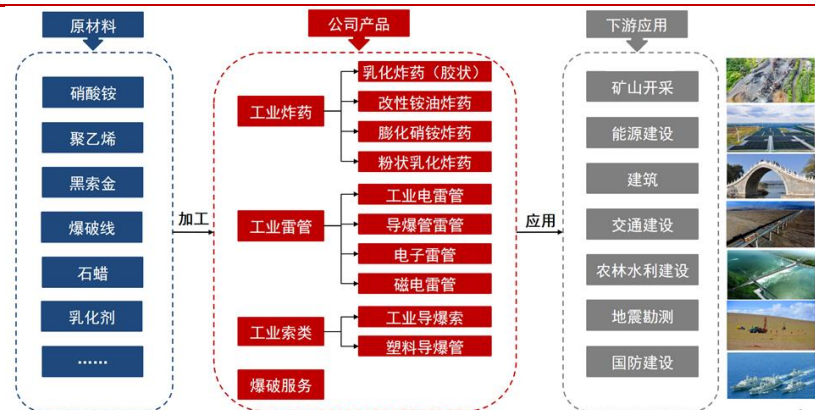 原材料
硝酸铵
聚乙烯
黑索金
爆破线
石蜡
乳化剂
……
加工
公司产品
工业炸药
乳化炸药（胶状）
改性铵油炸药
膨化硝铵炸药
粉状乳化炸药
工业雷管
工业电雷管
导爆管雷管
电子雷管
磁电雷管
工业索类
工业导爆索
塑料导爆管
爆破服务
应用
下游应用
矿山开采
能源建设
建筑
交通建设
农林水利建设
地震勘测
国防建设